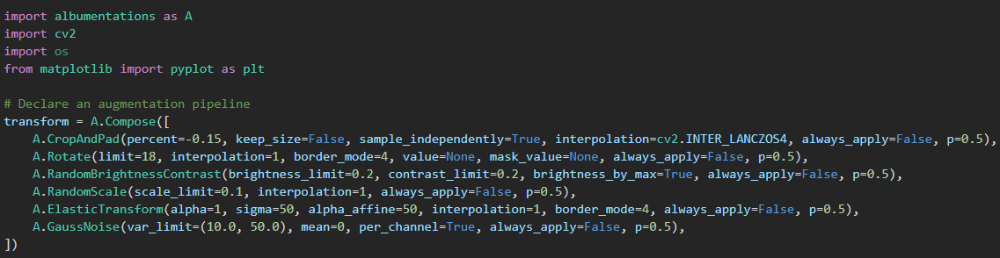 import albumentations as A
import cv2
import os
from matplotlib import pyplot as plt

# Declare an augmentation pipeline
transform = A.Compose([
    A.CropAndPad(percent=-0.15, keep_size=False, sample_independently=True, interpolation=cv2.INTER_LANCZOS4, always_apply=False, p=0.5),
    A.Rotate(limit=18, interpolation=1, border_mode=4, value=None, mask_value=None, always_apply=False, p=0.5),
    A.RandomBrightnessContrast(brightness_limit=0.2, contrast_limit=0.2, brightness_by_max=True, always_apply=False, p=0.5),
    A.RandomScale(scale_limit=0.1, interpolation=1, always_apply=False, p=0.5),
    A.ElasticTransform(alpha=1, sigma=50, alpha_affine=50, interpolation=1, border_mode=4, always_apply=False, p=0.5),
    A.GaussNoise(var_limit=(10.0, 50.0), mean=0, per_channel=True, always_apply=False, p=0.5),
])